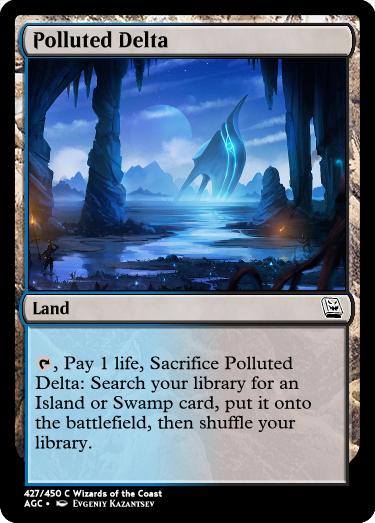 Polluted Delta
Land
, Pay 1 life, Sacrifice Polluted
Delta: Search your library for an
Island or Swamp card, put it onto
the battlefield, then shuffle your
library.
427/450 C Wizards of the Coast
AGC • Evgeniy Kazantsev